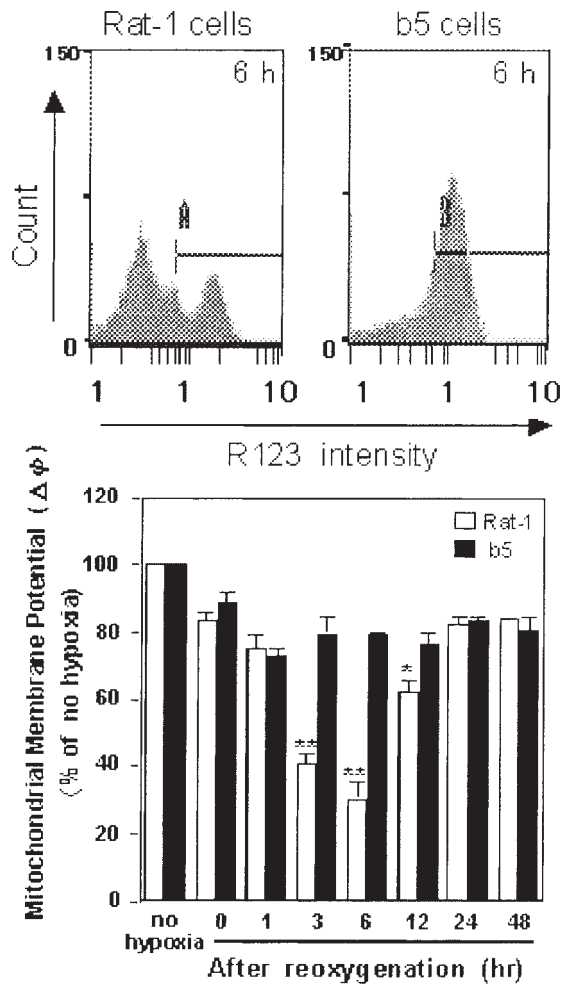 Rat-1 cells
b5 cells
150
6 h
150
6 h
Count
0
0
1 1 10
1 1 10
R123 intensity
Mitochondrial Membrane Potential (Δφ)
(% of no hypoxia)
120
100
80
60
40
20
0
Rat-1
b5
**
**
*
no hypoxia
0 1 3 6 12 24 48
After reoxygenation (hr)